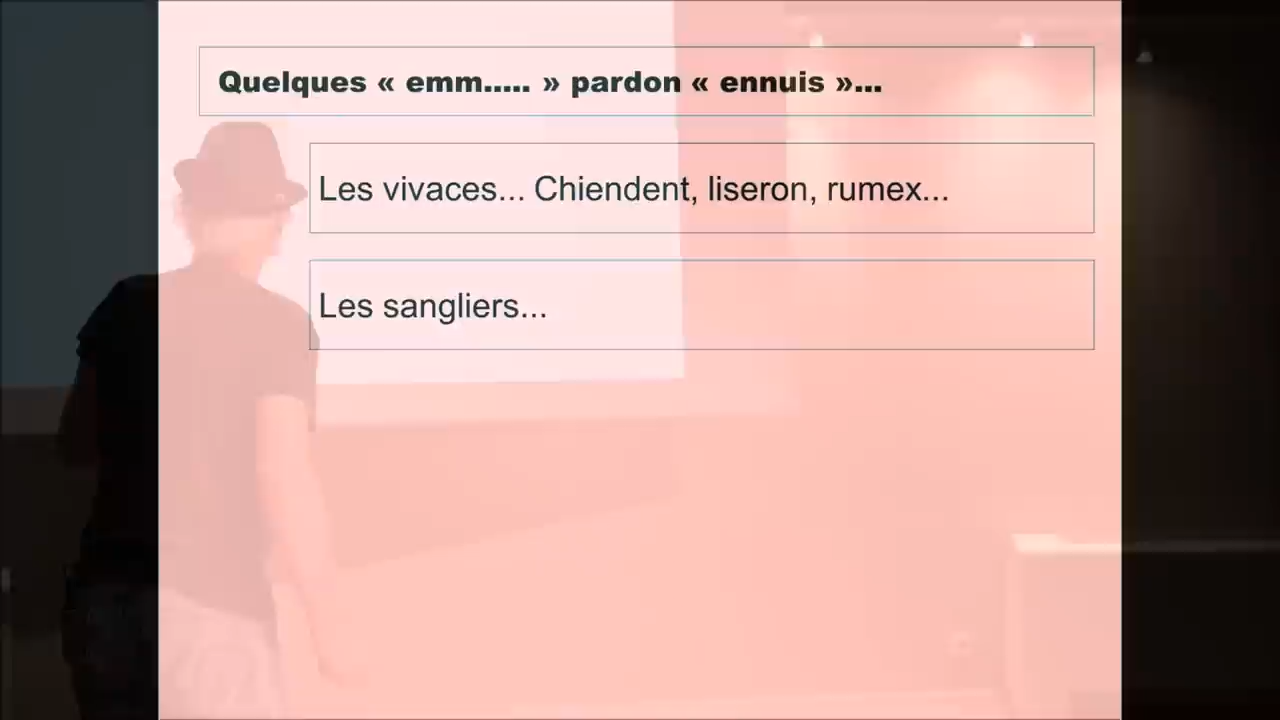 Quelques « emm..... » pardon « ennuis »...
Les vivaces... Chiendent, liseron, rumex...
Les sangliers...